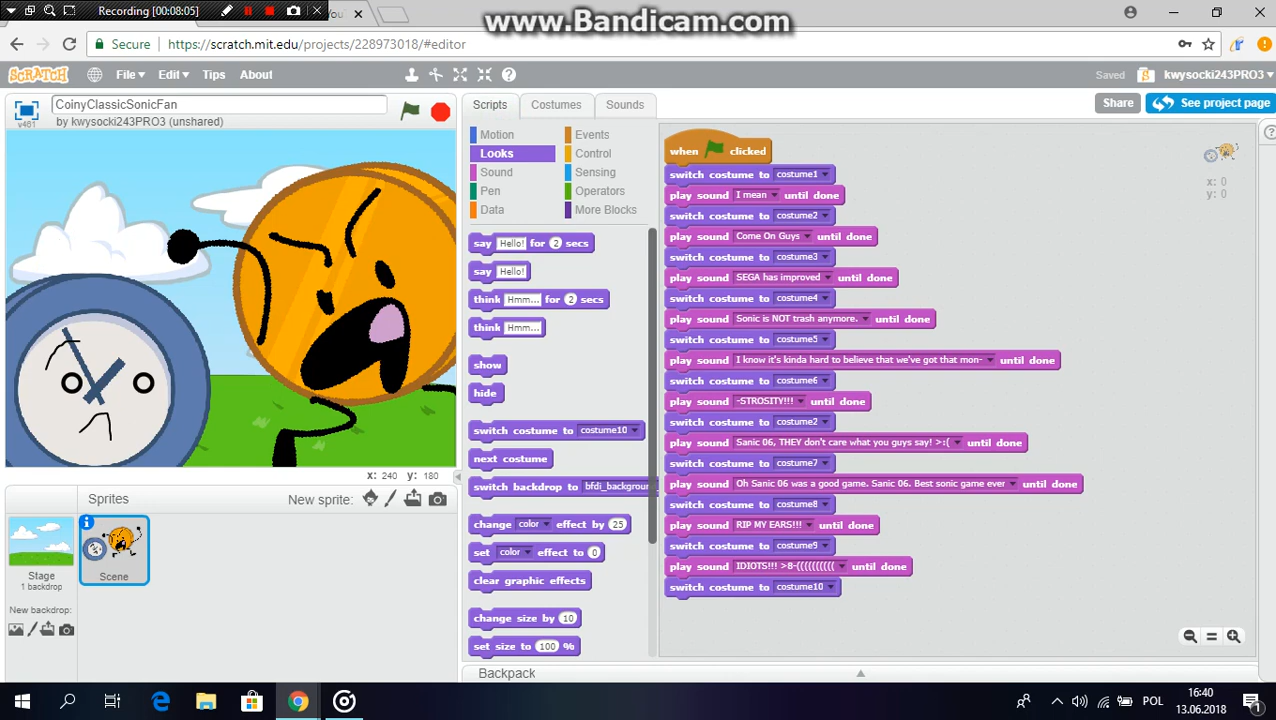 Recording [00:08:05]
www.Bandicam.com
Secure https://scratch.mit.edu/projects/228973018/#editor
SCRATCH File Edit Tips About
Saved kwysocki243PRO3
v461
CoinyClassicSonicFan
by kwysocki243PRO3 (unshared)
Scripts Costumes Sounds
Share See project page
Motion Events
Looks Control
Sound Sensing
Pen Operators
Data More Blocks
say Hello! for 2 secs
say Hello!
think Hmm... for 2 secs
think Hmm...
show
hide
switch costume to costume10
next costume
switch backdrop to bfdi_backgroun
change color effect by 25
set color effect to 0
clear graphic effects
change size by 10
set size to 100 %
when clicked
switch costume to costume1
play sound I mean until done
switch costume to costume2
play sound Come On Guys until done
switch costume to costume3
play sound SEGA has improved until done
switch costume to costume4
play sound Sonic is NOT trash anymore. until done
switch costume to costume5
play sound I know it's kinda hard to believe that we've got that mon- until done
switch costume to costume6
play sound -STROSITY!!! until done
switch costume to costume2
play sound Sanic 06, THEY don't care what you guys say! >:( until done
switch costume to costume7
play sound Oh Sanic 06 was a good game. Sanic 06. Best sonic game ever until done
switch costume to costume8
play sound RIP MY EARS!!! until done
switch costume to costume9
play sound IDIOTS!!! >8-(((((((((( until done
switch costume to costume10
x: 0
y: 0
x: 240 y: 180
Sprites New sprite:
Stage
1 backdrop
New backdrop:
Scene
Backpack
POL
16:40
13.06.2018
1